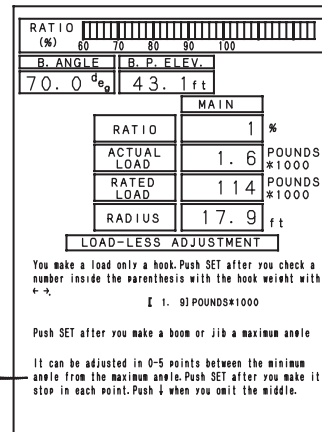 RATIO
(%)
60 70 80 90 100
B. ANGLE B. P. ELEV.
70. 0 deg 43. 1 ft
MAIN
RATIO 1 %
ACTUAL LOAD 1. 6 POUNDS *1000
RATED LOAD 114 POUNDS *1000
RADIUS 17. 9 ft
LOAD-LESS ADJUSTMENT
You make a load only a hook. Push SET after you check a
number inside the parenthesis with the hook weight with
← →.
【 1. 9】POUNDS*1000
Push SET after you make a boom or jib a maximum angle
It can be adjusted in 0-5 points between the minimum
angle from the maximum angle. Push SET after you make it
stop in each point. Push ↓ when you omit the middle.